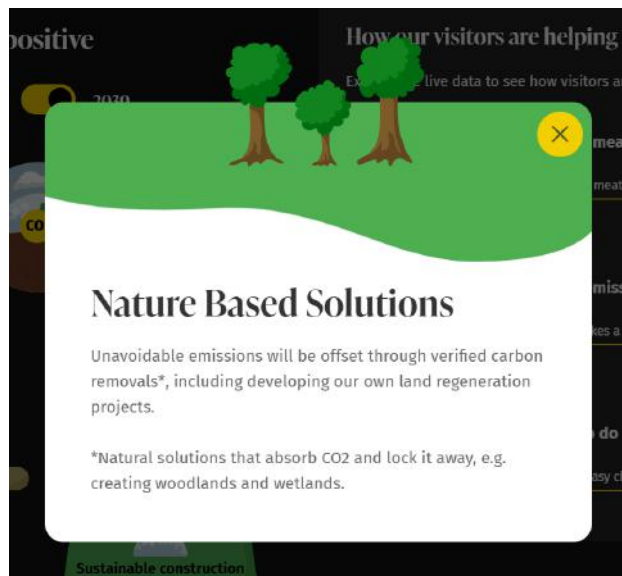 positive
How our visitors are helping
2030
live data to see how visitors a
mea
meat
CO
miss
kes a
Nature Based Solutions
Unavoidable emissions will be offset through verified carbon
removals*, including developing our own land regeneration
projects.
*Natural solutions that absorb CO2 and lock it away, e.g.
creating woodlands and wetlands.
do
asy c
Sustainable construction